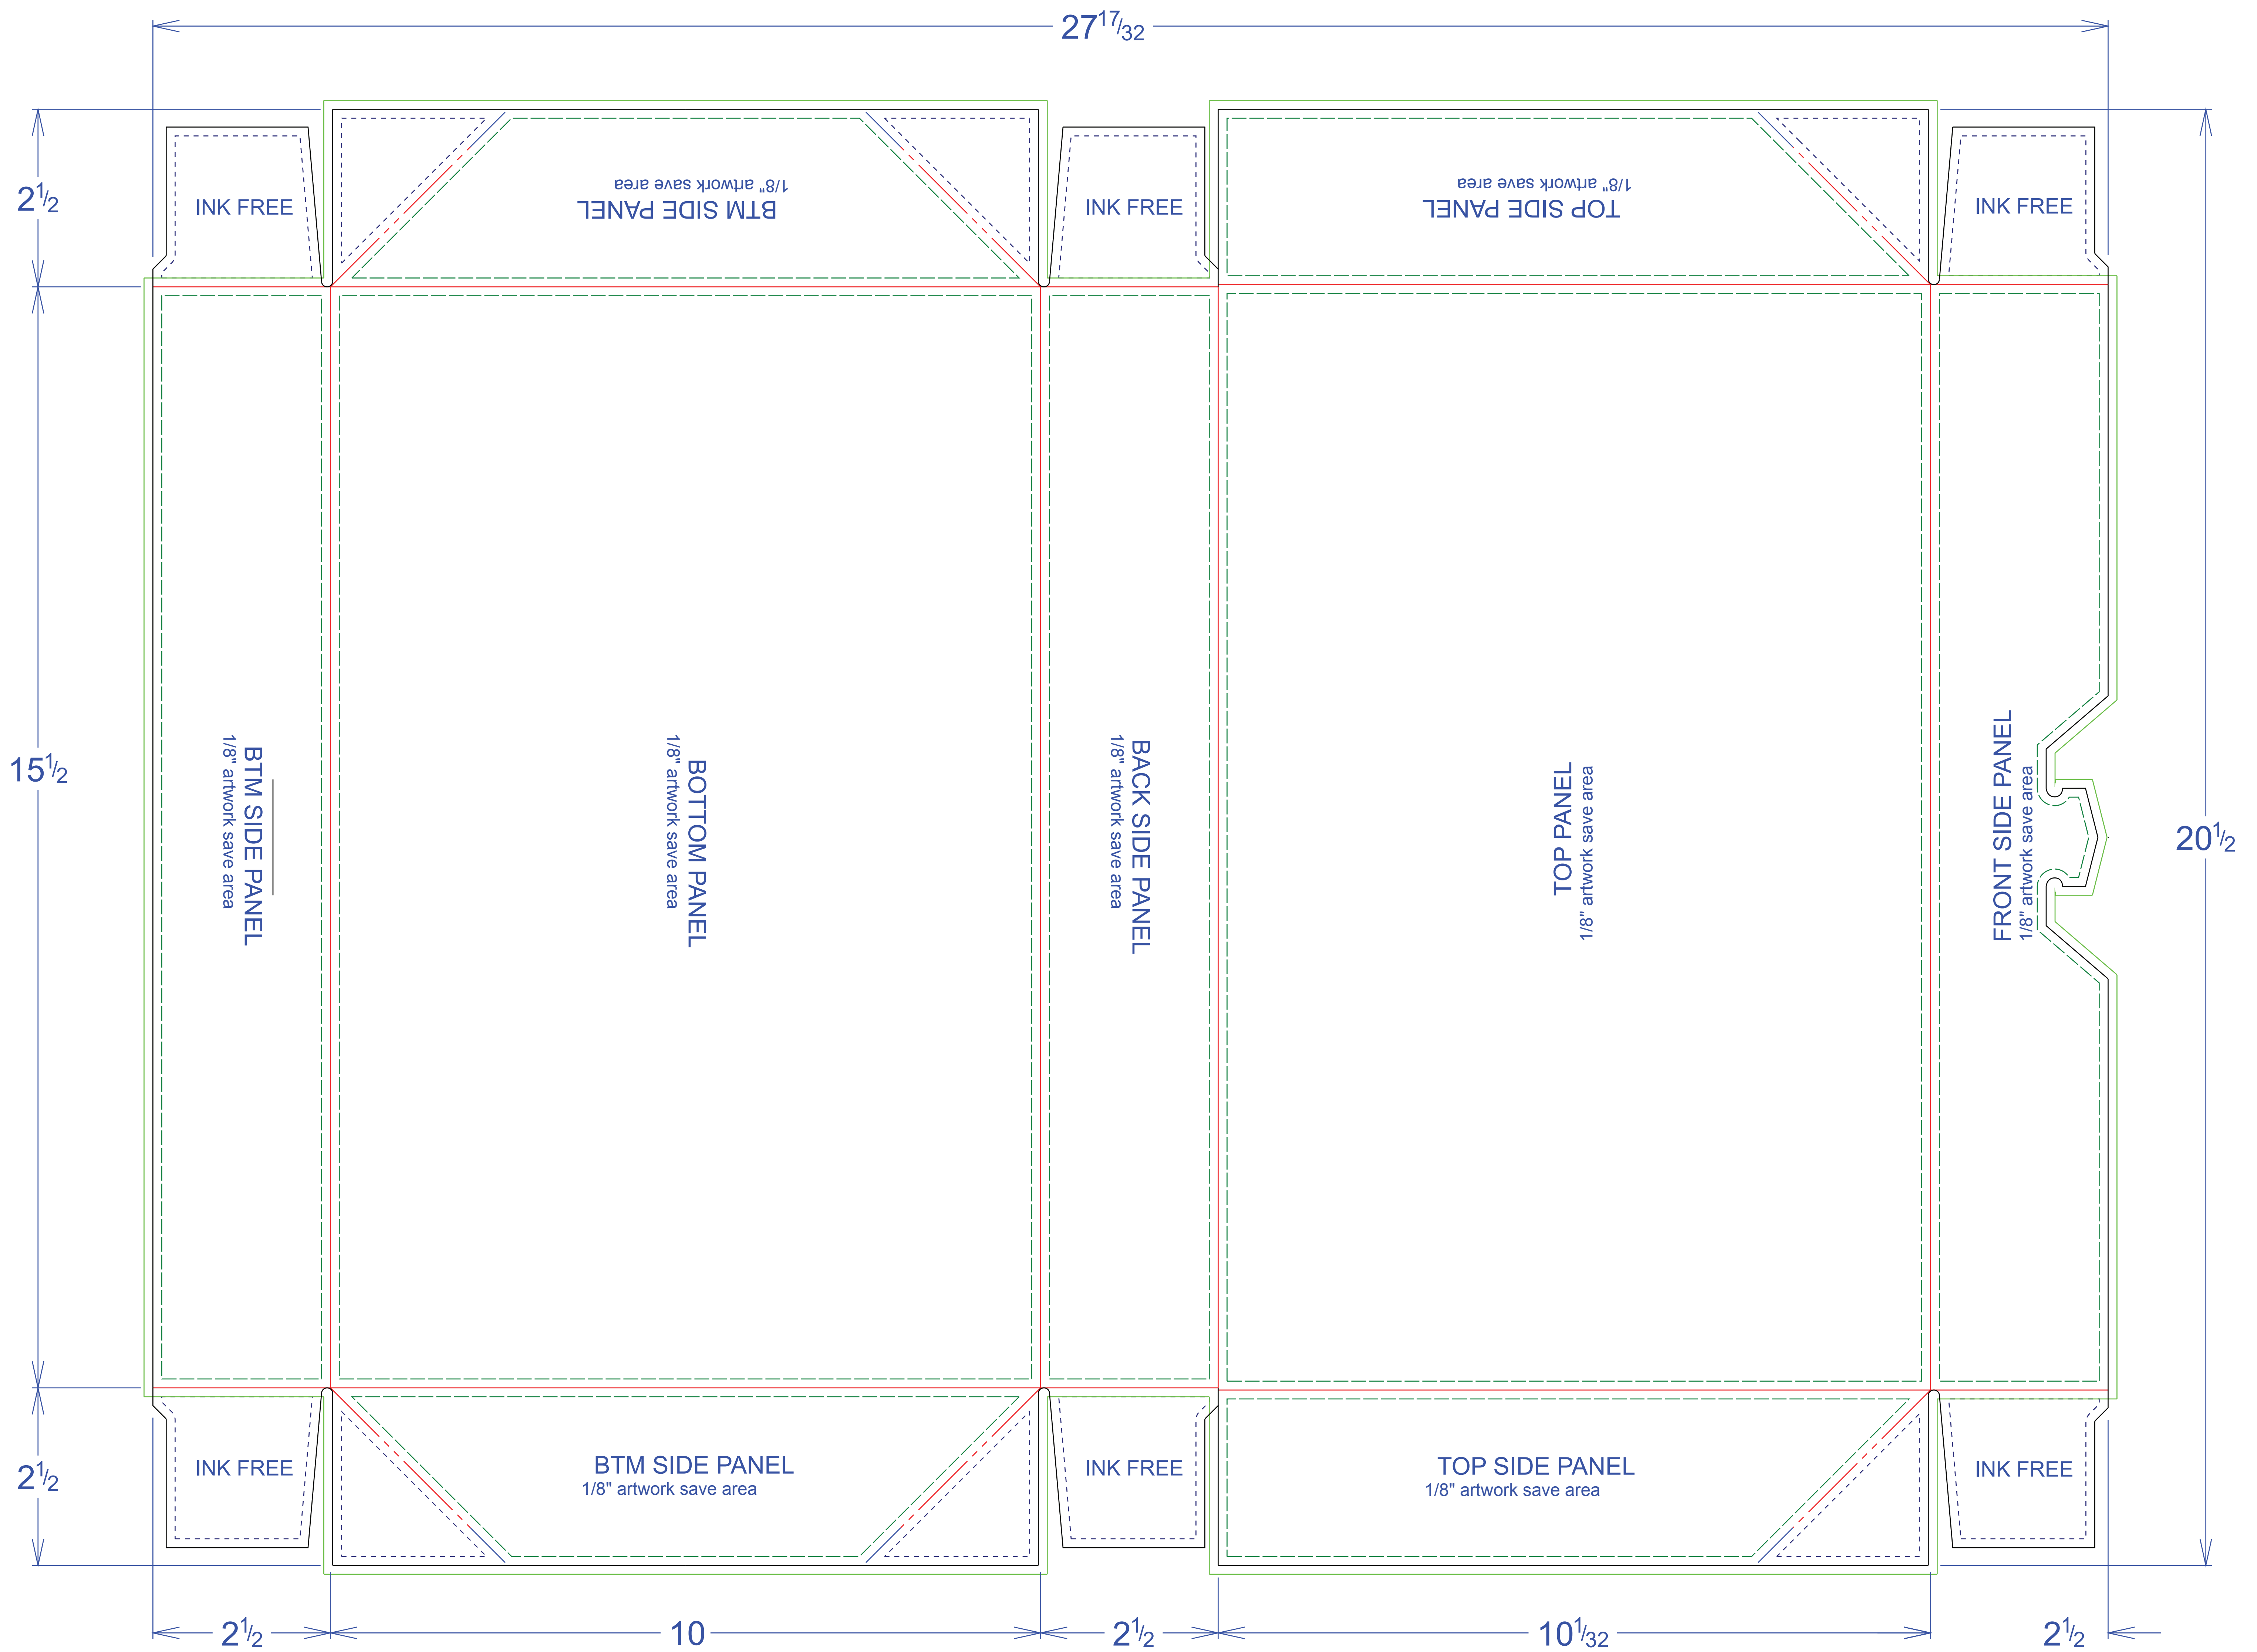 27 17/32
2 1/2
INK FREE
BTM SIDE PANEL
1/8" artwork save area
INK FREE
TOP SIDE PANEL
1/8" artwork save area
INK FREE
15 1/2
BTM SIDE PANEL
1/8" artwork save area
BOTTOM PANEL
1/8" artwork save area
BACK SIDE PANEL
1/8" artwork save area
TOP PANEL
1/8" artwork save area
FRONT SIDE PANEL
1/8" artwork save area
20 1/2
2 1/2
INK FREE
BTM SIDE PANEL
1/8" artwork save area
INK FREE
TOP SIDE PANEL
1/8" artwork save area
INK FREE
2 1/2
10
2 1/2
10 1/32
2 1/2